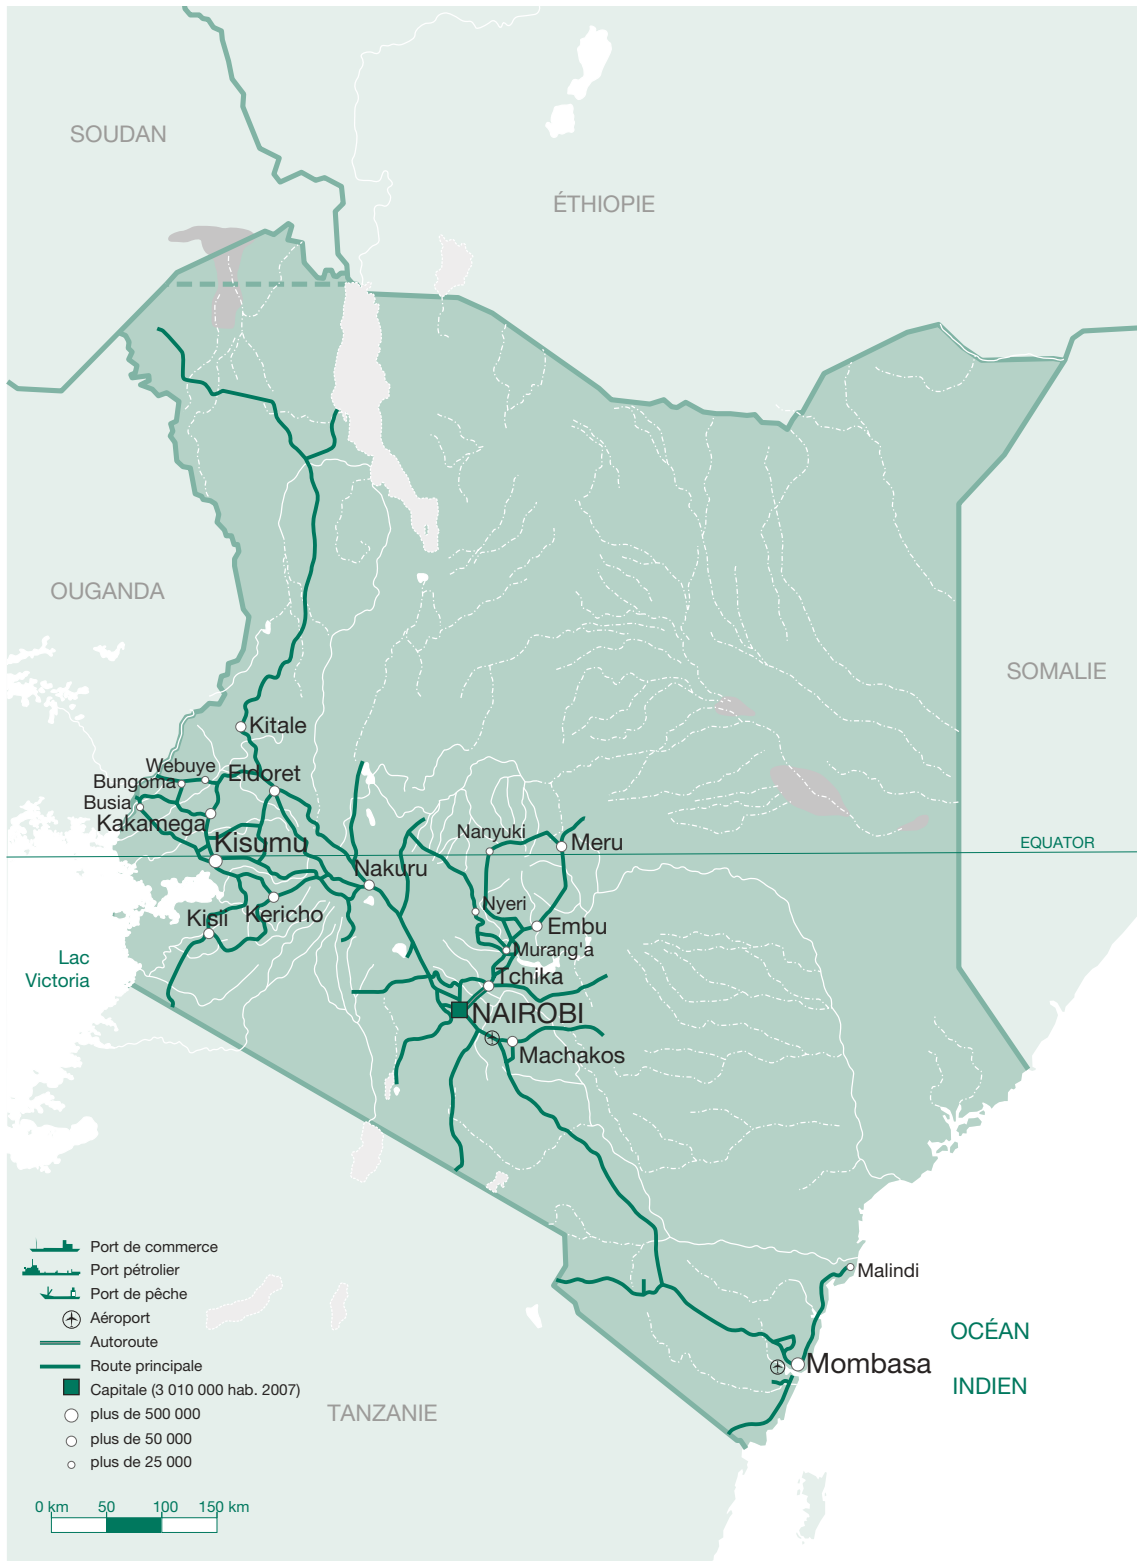 SOUDAN
ÉTHIOPIE
OUGANDA
SOMALIE
Kitale
Webuye
Eldoret
Bungoma
Busia
Kakamega
Nanyuki
Meru
Kisumu
EQUATOR
Nakuru
Nyeri
Kericho
Kisii
Embu
Murang'a
Lac
Victoria
Tchika
NAIROBI
Machakos
Port de commerce
Port pétrolier
Port de pêche
Aéroport
Autoroute
Route principale
Capitale (3 010 000 hab. 2007)
plus de 500 000
plus de 50 000
plus de 25 000
Malindi
OCÉAN
INDIEN
Mombasa
TANZANIE
0 km 50 100 150 km